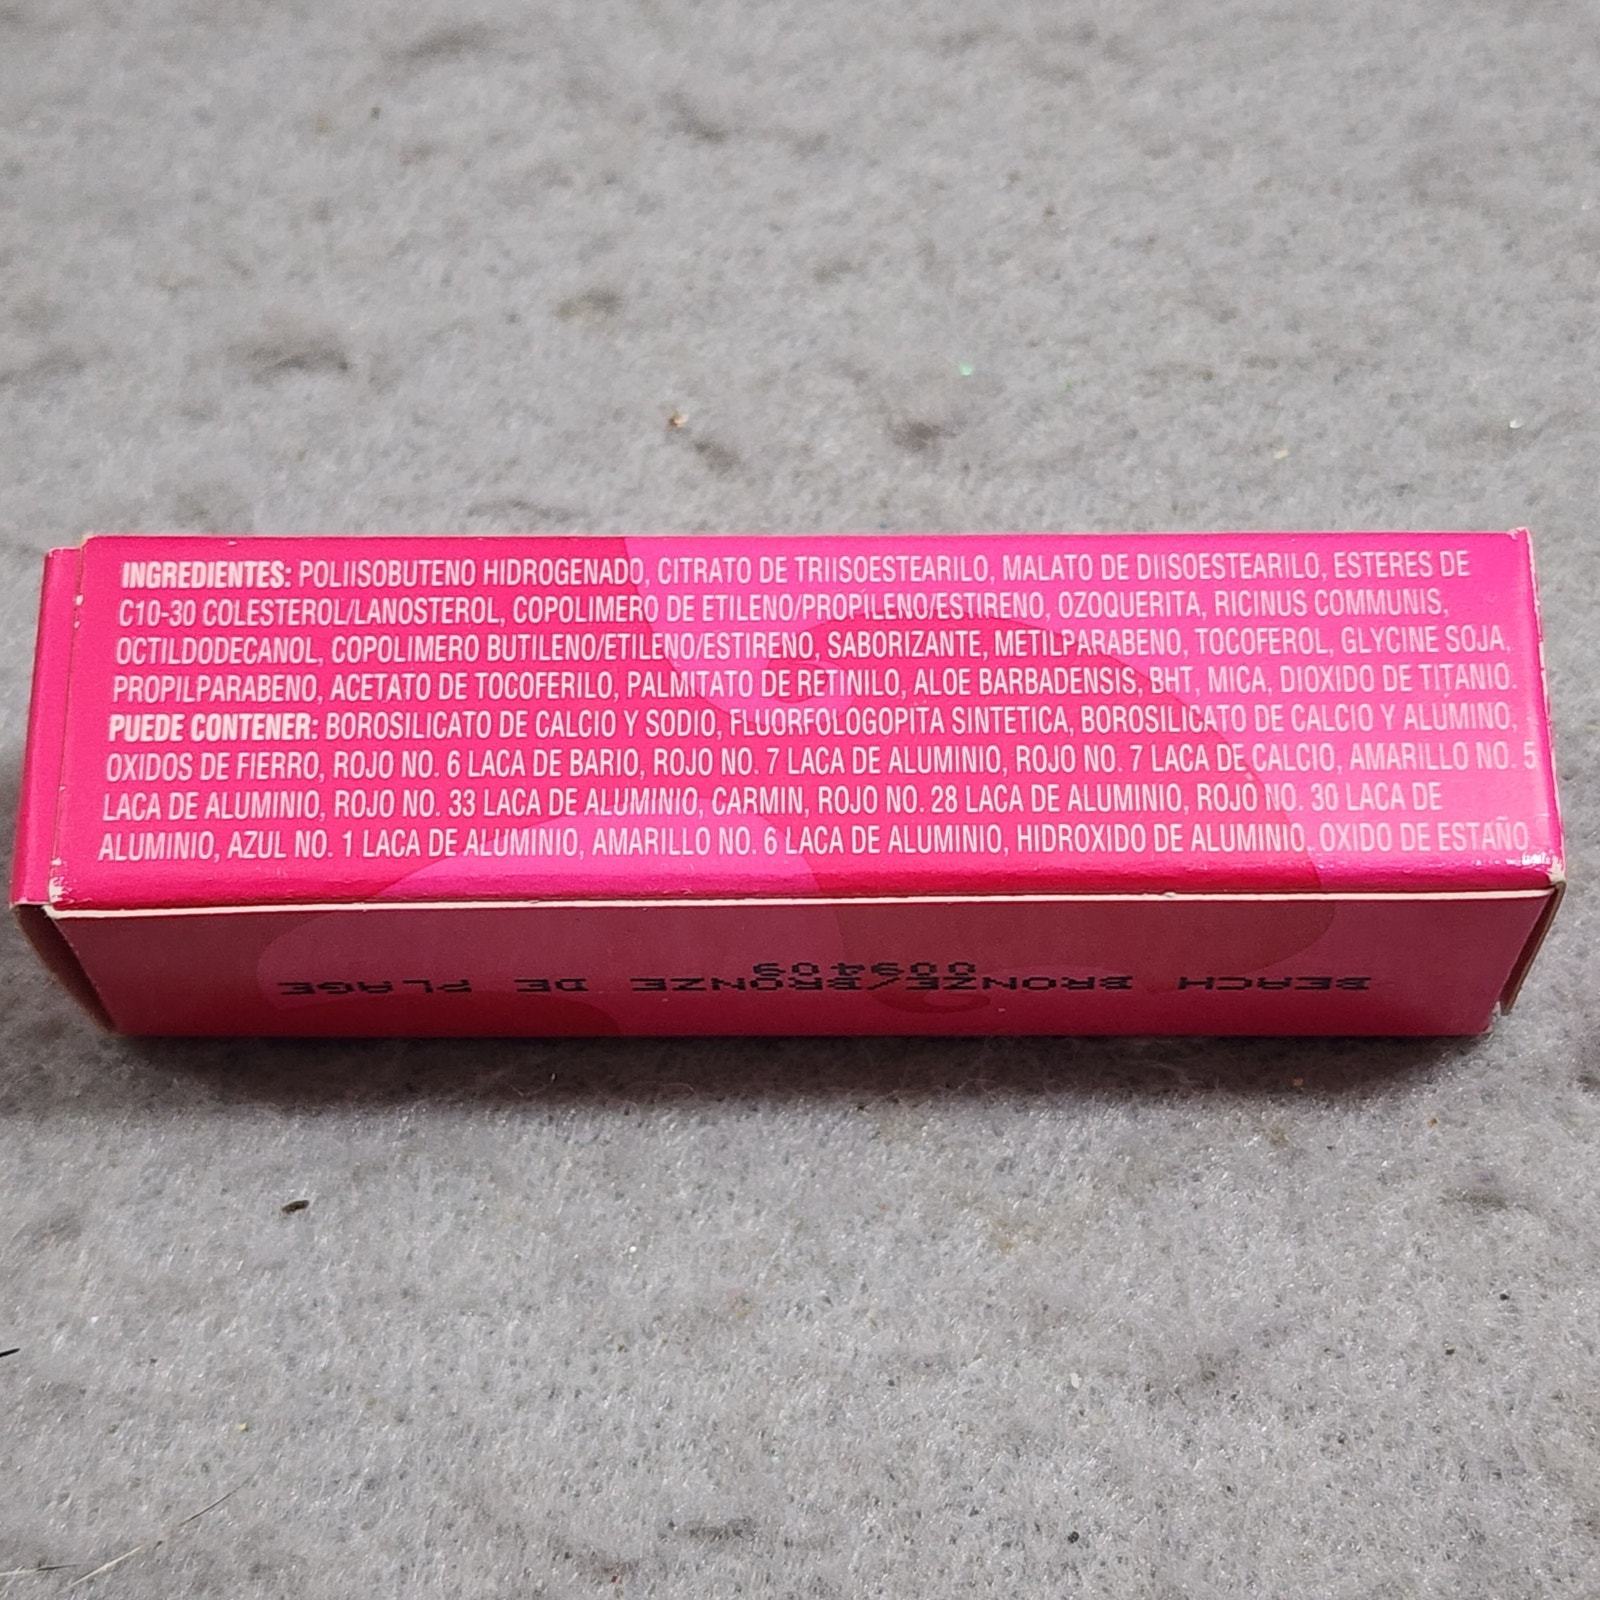 INGREDIENTES: POLIISOBUTENO HIDROGENADO, CITRATO DE TRIISOESTEARILO, MALATO DE DIISOESTEARILO, ESTERES DE
C10-30 COLESTEROL/LANOSTEROL, COPOLIMERO DE ETILENO/PROPILENO/ESTIRENO, OZOQUERITA, RICINUS COMMUNIS,
OCTILDODECANOL, COPOLIMERO BUTILENO/ETILENO/ESTIRENO, SABORIZANTE, METILPARABENO, TOCOFEROL, GLYCINE SOJA,
PROPILPARABENO, ACETATO DE TOCOFERILO, PALMITATO DE RETINILO, ALOE BARBADENSIS, BHT, MICA, DIOXIDO DE TITANIO.
PUEDE CONTENER: BOROSILICATO DE CALCIO Y SODIO, FLUORFOLOGOPITA SINTETICA, BOROSILICATO DE CALCIO Y ALUMINO,
OXIDOS DE FIERRO, ROJO NO. 6 LACA DE BARIO, ROJO NO. 7 LACA DE ALUMINIO, ROJO NO. 7 LACA DE CALCIO, AMARILLO NO. 5
LACA DE ALUMINIO, ROJO NO. 33 LACA DE ALUMINIO, CARMIN, ROJO NO. 28 LACA DE ALUMINIO, ROJO NO. 30 LACA DE
ALUMINIO, AZUL NO. 1 LACA DE ALUMINIO, AMARILLO NO. 6 LACA DE ALUMINIO, HIDROXIDO DE ALUMINIO, OXIDO DE ESTAÑO
BEACH BRONZE/BRONZE DE PLAGE
009409